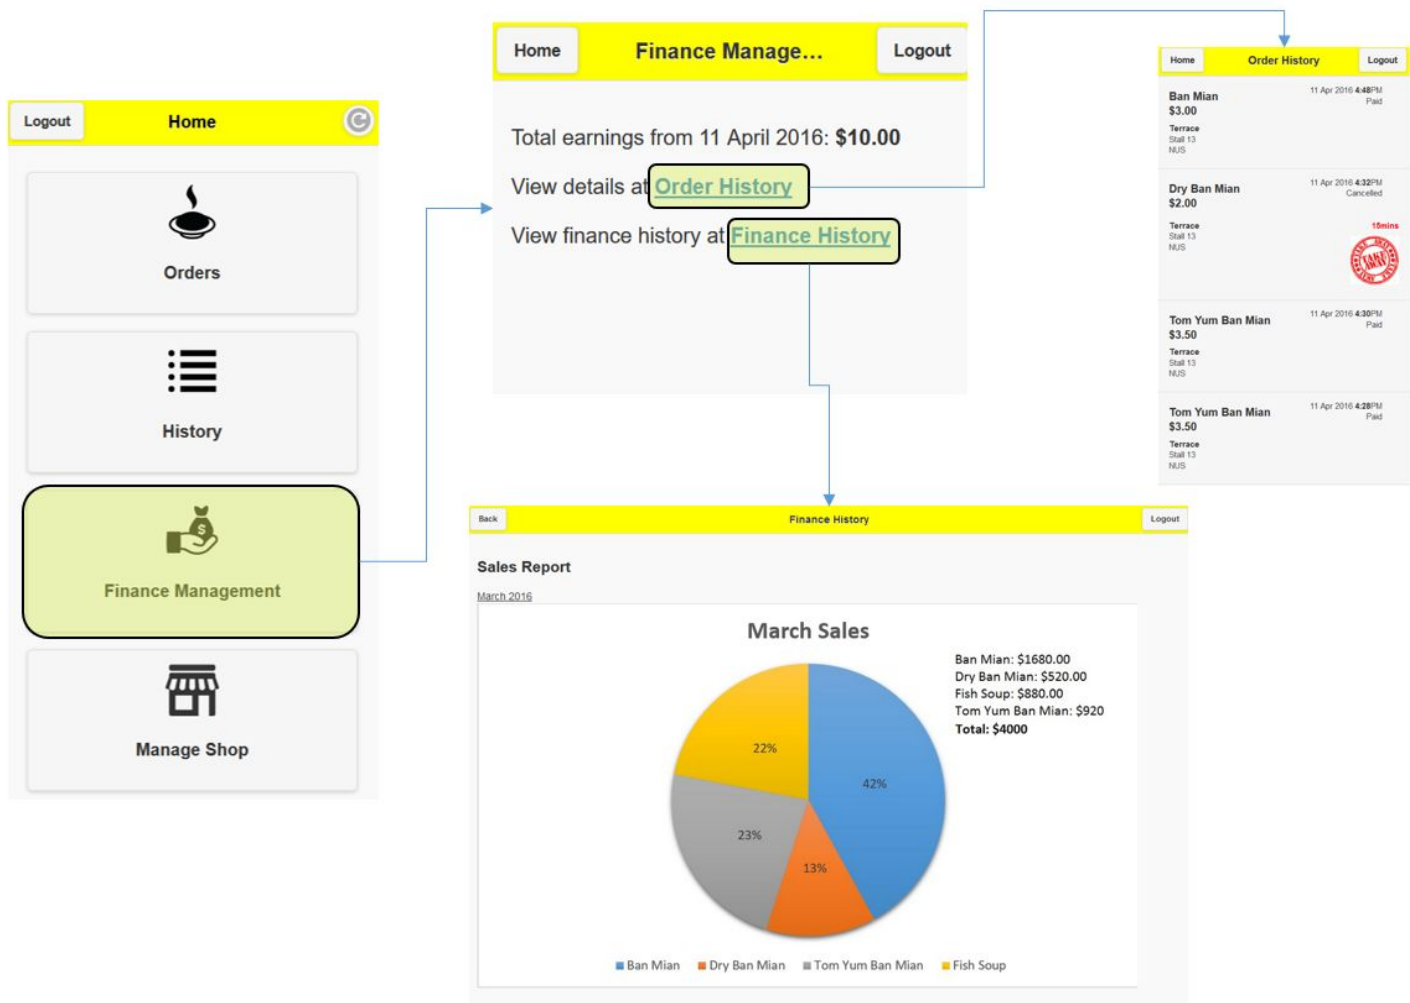 Logout Home
Orders
History
Finance Management
Manage Shop
Home Finance Manage... Logout
Total earnings from 11 April 2016: $10.00
View details at Order History
View finance history at Finance History
Home Order History Logout
Ban Mian 11 Apr 2016 4:48PM
$3.00 Paid
Terrace
Stall 13
NUS
Dry Ban Mian 11 Apr 2016 4:32PM
$2.00 Cancelled
Terrace 15mins
Stall 13
NUS
TAKE AWAY
Tom Yum Ban Mian 11 Apr 2016 4:30PM
$3.50 Paid
Terrace
Stall 13
NUS
Tom Yum Ban Mian 11 Apr 2016 4:28PM
$3.50 Paid
Terrace
Stall 13
NUS
Back Finance History Logout
Sales Report
March 2016
March Sales
Ban Mian: $1680.00
Dry Ban Mian: $520.00
Fish Soup: $880.00
Tom Yum Ban Mian: $920
Total: $4000
22%
42%
23%
13%
Ban Mian Dry Ban Mian Tom Yum Ban Mian Fish Soup